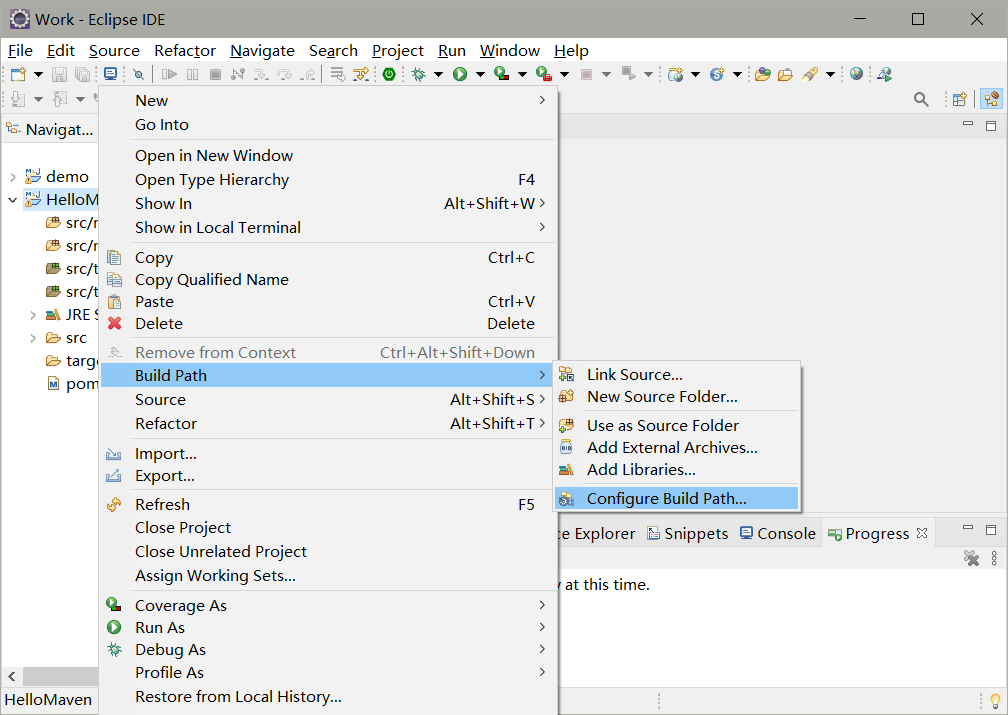 Work - Eclipse IDE
File Edit Source Refactor Navigate Search Project Run Window Help
Navigat...
demo
HelloM
src/
src/
src/t
src/t
JRE S
src
targe
pom
New
Go Into
Open in New Window
Open Type Hierarchy F4
Show In Alt+Shift+W
Show in Local Terminal
Copy Ctrl+C
Copy Qualified Name
Paste Ctrl+V
Delete Delete
Remove from Context Ctrl+Alt+Shift+Down
Build Path
Source Alt+Shift+S
Refactor Alt+Shift+T
Import...
Export...
Refresh F5
Close Project
Close Unrelated Project
Assign Working Sets...
Coverage As
Run As
Debug As
Profile As
Restore from Local History...
Link Source...
New Source Folder...
Use as Source Folder
Add External Archives...
Add Libraries...
Configure Build Path...
ce Explorer Snippets Console Progress
at this time.
HelloMaven